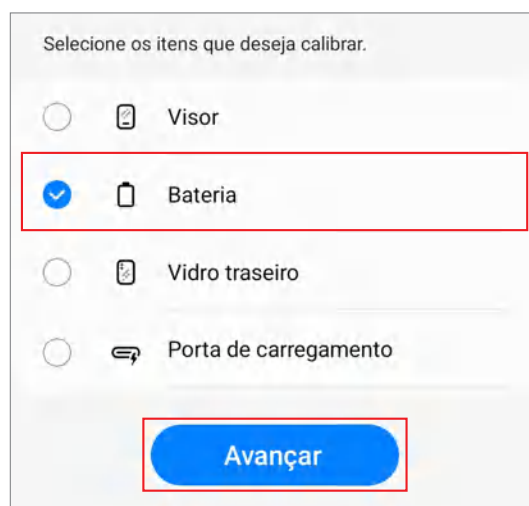 Selecione os itens que deseja calibrar.
Visor
Bateria
Vidro traseiro
Porta de carregamento
Avançar